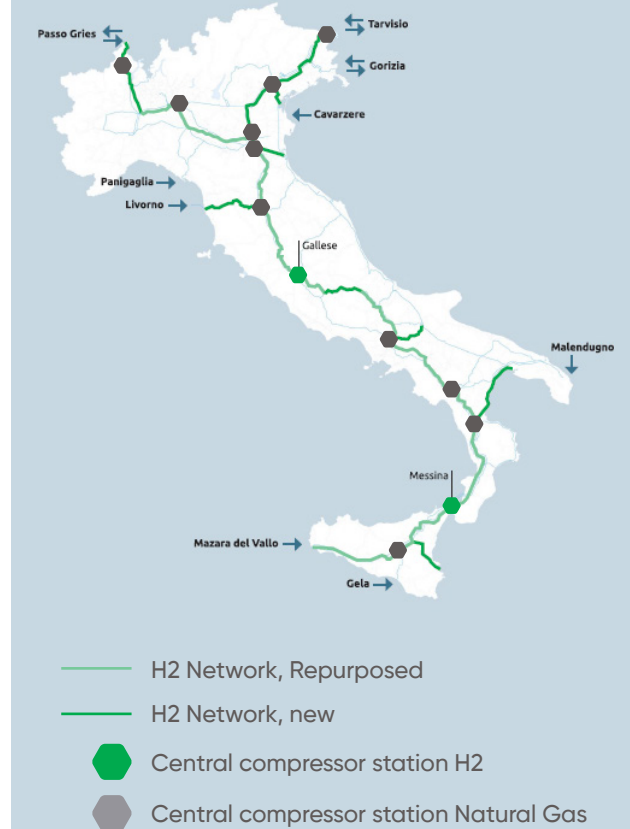 Passo Gries
Tarvisio
Gorizia
Cavarzere
Panigaglia
Livorno
Gallese
Malendugno
Messina
Mazara del Vallo
Gela
H2 Network, Repurposed
H2 Network, new
Central compressor station H2
Central compressor station Natural Gas